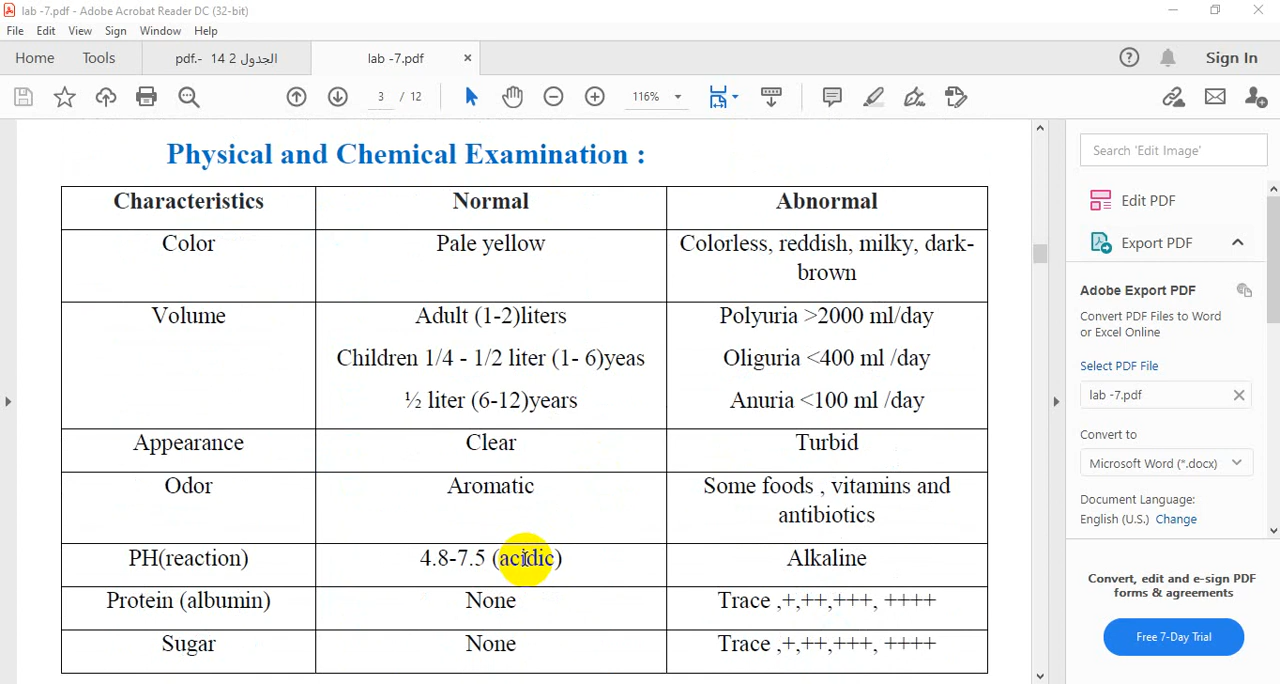 lab -7.pdf - Adobe Acrobat Reader DC (32-bit)
File Edit View Sign Window Help
Home Tools الجدول 2 14 -.pdf lab -7.pdf × Sign In
3 / 12 116%
Physical and Chemical Examination :
Characteristics Normal Abnormal
Color Pale yellow Colorless, reddish, milky, dark-
brown
Volume Adult (1-2)liters Polyuria >2000 ml/day
Children 1/4 - 1/2 liter (1- 6)yeas Oliguria <400 ml /day
½ liter (6-12)years Anuria <100 ml /day
Appearance Clear Turbid
Odor Aromatic Some foods , vitamins and
antibiotics
PH(reaction) 4.8-7.5 (acidic) Alkaline
Protein (albumin) None Trace ,+,++,+++, ++++
Sugar None Trace ,+,++,+++, ++++
Search 'Edit Image'
Edit PDF
Export PDF
Adobe Export PDF
Convert PDF Files to Word
or Excel Online
Select PDF File
lab -7.pdf
Convert to
Microsoft Word (*.docx)
Document Language:
English (U.S.) Change
Convert, edit and e-sign PDF
forms & agreements
Free 7-Day Trial